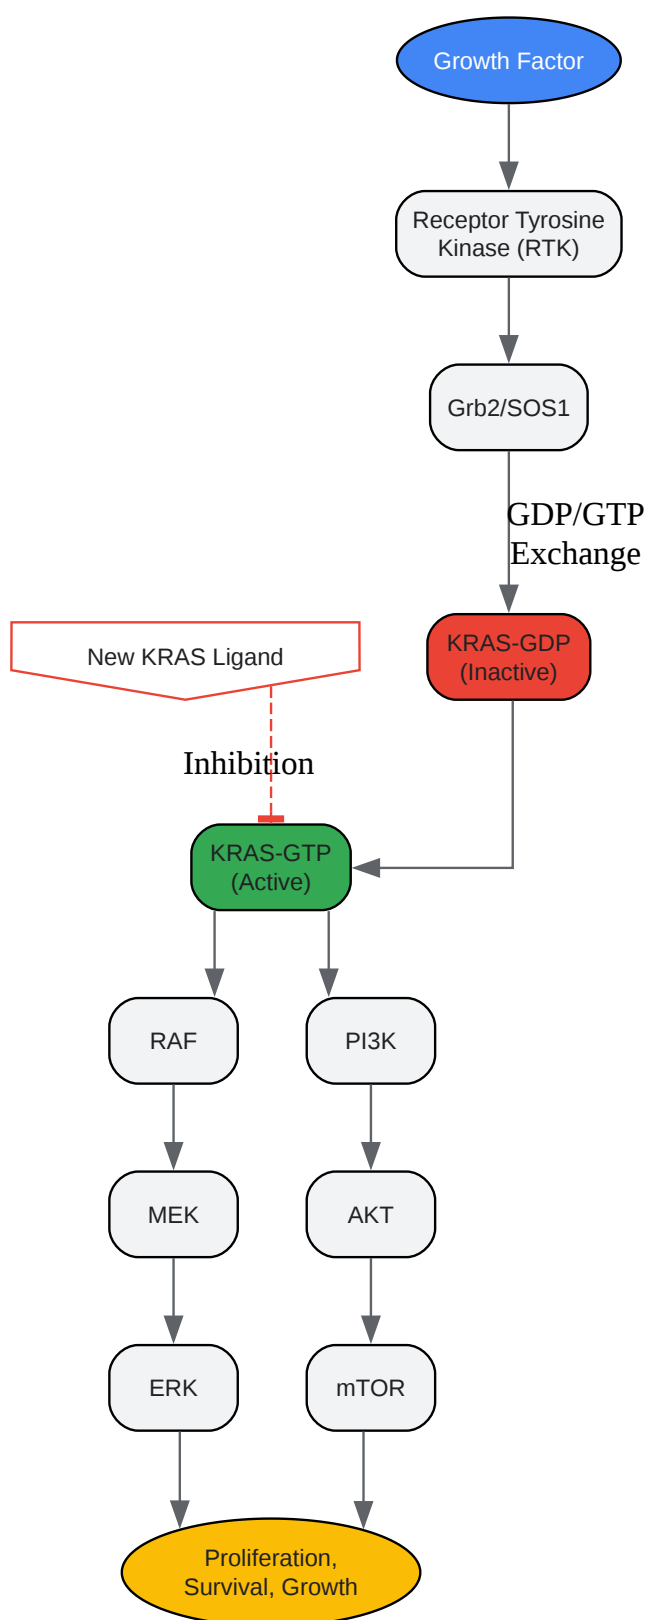 Growth Factor
Receptor Tyrosine
Kinase (RTK)
Grb2/SOS1
GDP/GTP
Exchange
KRAS-GDP
(Inactive)
New KRAS Ligand
Inhibition
KRAS-GTP
(Active)
RAF
PI3K
MEK
AKT
ERK
mTOR
Proliferation,
Survival, Growth